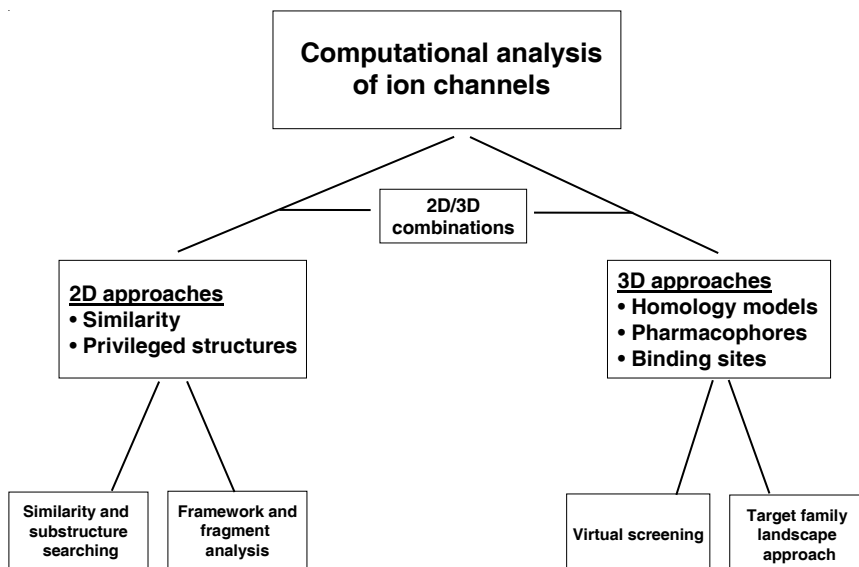 Computational analysis
of ion channels
2D/3D
combinations
2D approaches
• Similarity
• Privileged structures
3D approaches
• Homology models
• Pharmacophores
• Binding sites
Similarity and
substructure
searching
Framework and
fragment
analysis
Virtual screening
Target family
landscape
approach